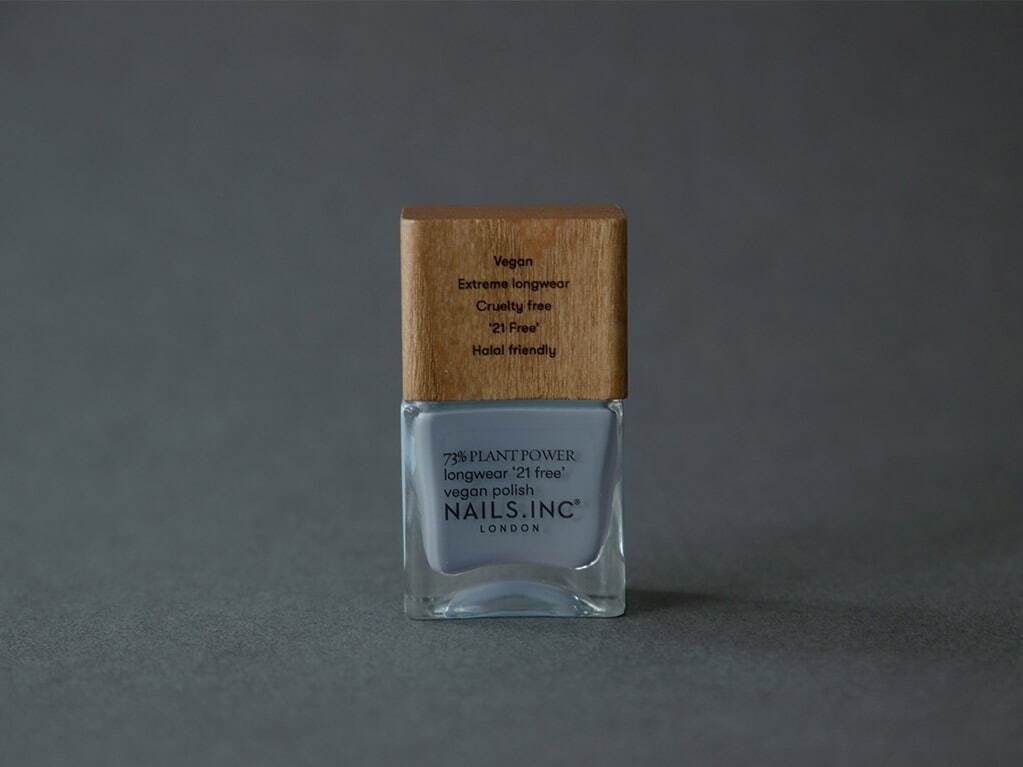 Vegan
Extreme longwear
Cruelty free
‘21 Free’
Halal friendly
73% PLANT POWER
longwear ‘21 free’
vegan polish
NAILS.INC®
LONDON